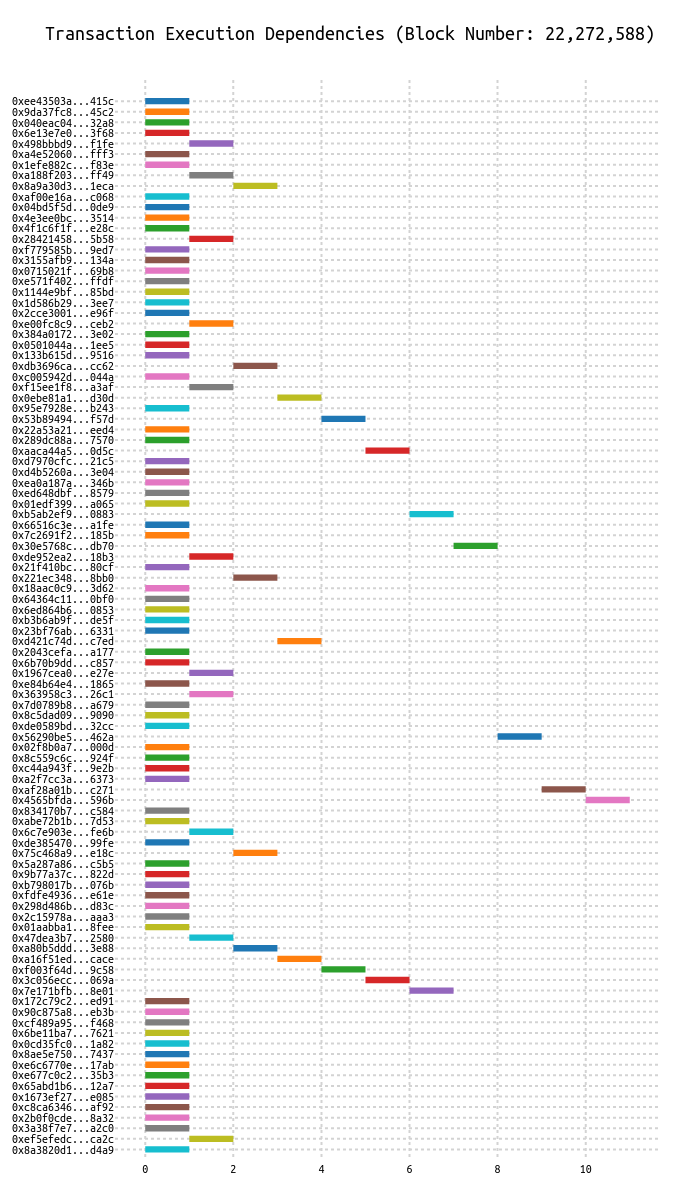 Transaction Execution Dependencies (Block Number: 22,272,588)
0xee43503a...415c
0x9da37fc8...45c2
0x040eac04...32a8
0x6e13e7e0...3f68
0x498bbbd9...f1fe
0xa4e52060...fff3
0x1efe882c...f83e
0xa188f203...ff49
0x8a9a30d3...1eca
0xaf00e16a...c068
0x04bd5f5d...0de9
0x4e3ee0bc...3514
0x4f1c6f1f...e28c
0x28421458...5b58
0xf779585b...9ed7
0x3155afb9...134a
0x0715021f...69b8
0xe571f402...ffdf
0x1144e9bf...85bd
0x1d586b29...3ee7
0x2cce3001...e96f
0xe00fc8c9...ceb2
0x384a0172...3e02
0x0501044a...1ee5
0x133b615d...9516
0xdb3696ca...cc62
0xc005942d...044a
0xf15ee1f8...a3af
0x0ebe81a1...d30d
0x95e7928e...b243
0x53b89494...f57d
0x22a53a21...eed4
0x289dc88a...7570
0xaaca44a5...0d5c
0xd7970cfc...21c5
0xd4b5260a...3e04
0xea0a187a...346b
0xed648dbf...8579
0x01edf399...a065
0xb5ab2ef9...0883
0x66516c3e...a1fe
0x7c2691f2...185b
0x30e5768c...db70
0xde952ea2...18b3
0x21f410bc...80cf
0x221ec348...8bb0
0x18aac0c9...3d62
0x64364c11...0bf0
0x6ed864b6...0853
0xb3b6ab9f...de5f
0x23bf76ab...6331
0xd421c74d...c7ed
0x2043cefa...a177
0x6b70b9dd...c857
0x1967cea0...e27e
0xe84b64e4...1865
0x363958c3...26c1
0x7d0789b8...a679
0x8c5dad09...9090
0xde0589bd...32cc
0x56290be5...462a
0x02f8b0a7...000d
0x8c559c6c...924f
0xc44a943f...9e2b
0xa2f7cc3a...6373
0xaf28a01b...c271
0x4565bfda...596b
0x834170b7...c584
0xabe72b1b...7d53
0x6c7e903e...fe6b
0xde385470...99fe
0x75c468a9...e18c
0x5a287a86...c5b5
0x9b77a37c...822d
0xb798017b...076b
0xfdfe4936...e61e
0x298d486b...d83c
0x2c15978a...aaa3
0x01aabba1...8fee
0x47dea3b7...2580
0xa80b5ddd...3e88
0xa16f51ed...cace
0xf003f64d...9c58
0x3c056ecc...069a
0x7e171bfb...8e01
0x172c79c2...ed91
0x90c875a8...eb3b
0xcf489a95...f468
0x6be11ba7...7621
0x0cd35fc0...1a82
0x8ae5e750...7437
0xe6c6770e...17ab
0xe677c0c2...35b3
0x65abd1b6...12a7
0x1673ef27...e085
0xc8ca6346...af92
0x2b0f0cde...8a32
0x3a38f7e7...a2c0
0xef5efedc...ca2c
0x8a3820d1...d4a9
0 2 4 6 8 10